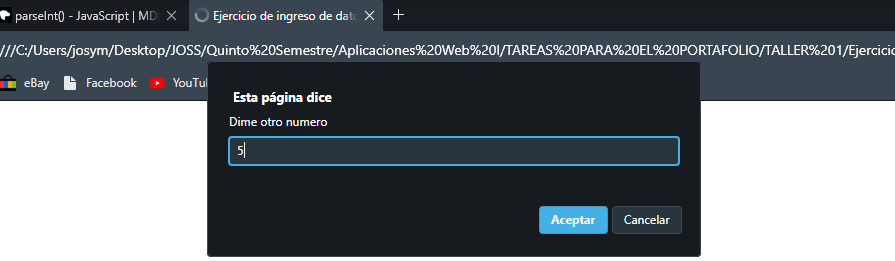 parseInt() - JavaScript | MD
Ejercicio de ingreso de dato
///C:/Users/josym/Desktop/JOSS/Quinto%20Semestre/Aplicaciones%20Web%20I/TAREAS%20PARA%20EL%20PORTAFOLIO/TALLER%201/Ejercicio
eBay
Facebook
YouTu
Esta página dice
Dime otro numero
5
Aceptar
Cancelar